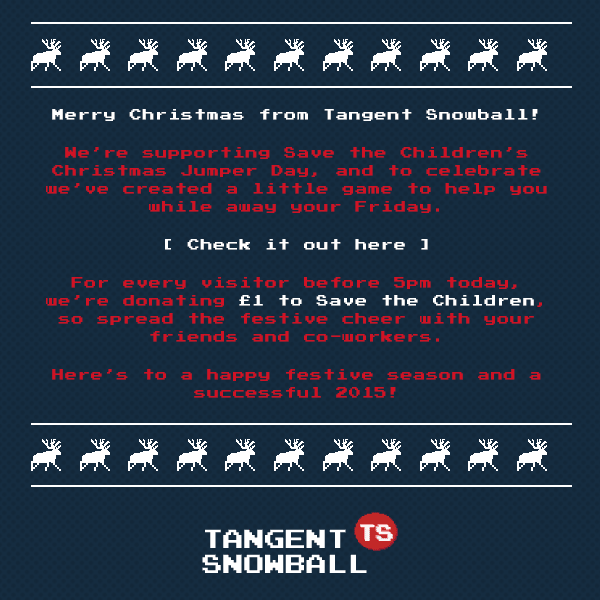 Merry Christmas from Tangent Snowball!
We're supporting Save the Children's
Christmas Jumper Day, and to celebrate
we've created a little game to help you
while away your Friday.
[ Check it out here ]
For every visitor before 5pm today,
we're donating £1 to Save the Children,
so spread the festive cheer with your
friends and co-workers.
Here's to a happy festive season and a
successful 2015!
TANGENT TS
SNOWBALL